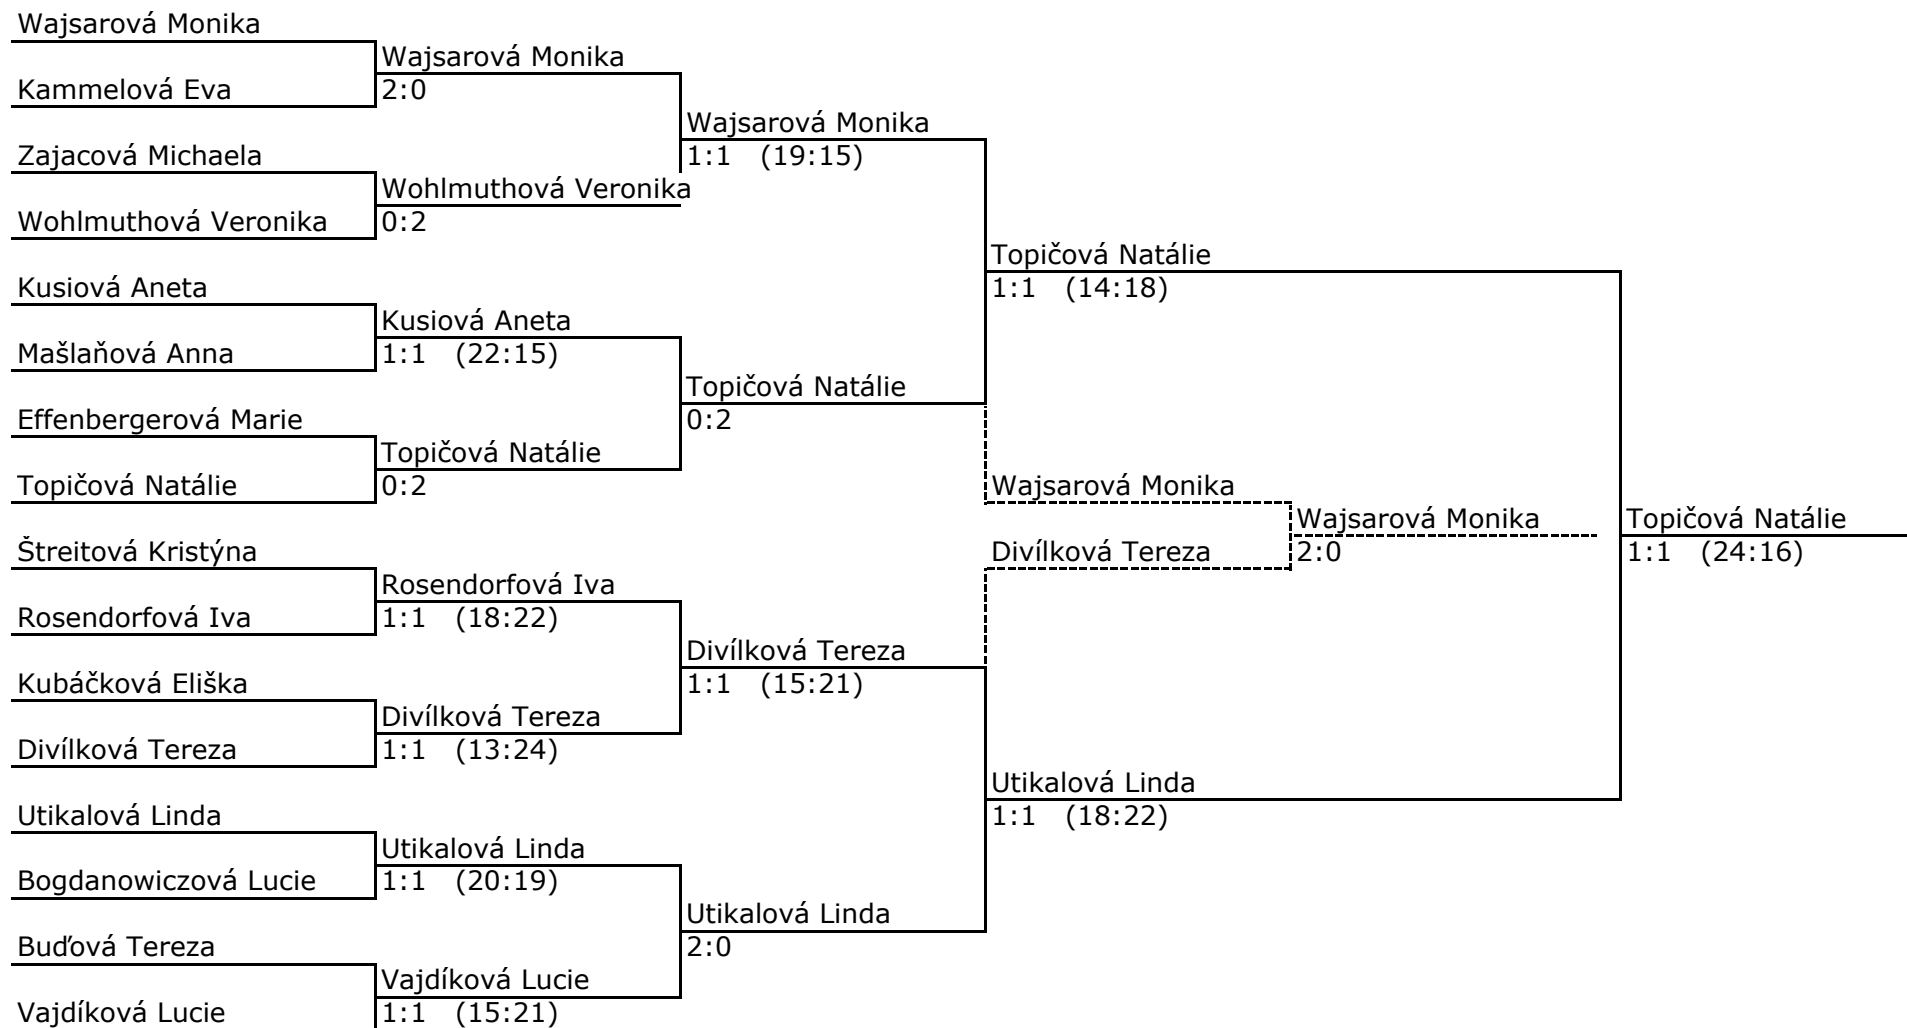 Wajsarová Monika
Wajsarová Monika
Kammelová Eva
2:0
Wajsarová Monika
Zajacová Michaela
1:1 (19:15)
Wohlmuthová Veronika
Wohlmuthová Veronika
0:2
Topičová Natálie
Kusiová Aneta
1:1 (14:18)
Kusiová Aneta
Mašlaňová Anna
1:1 (22:15)
Topičová Natálie
Effenbergerová Marie
0:2
Topičová Natálie
Topičová Natálie
0:2
Wajsarová Monika
Wajsarová Monika
Topičová Natálie
Štreitová Kristýna
Divílková Tereza
2:0
1:1 (24:16)
Rosendorfová Iva
Rosendorfová Iva
1:1 (18:22)
Divílková Tereza
Kubáčková Eliška
1:1 (15:21)
Divílková Tereza
Divílková Tereza
1:1 (13:24)
Utikalová Linda
Utikalová Linda
1:1 (18:22)
Utikalová Linda
Bogdanowiczová Lucie
1:1 (20:19)
Utikalová Linda
Buďová Tereza
2:0
Vajdíková Lucie
Vajdíková Lucie
1:1 (15:21)